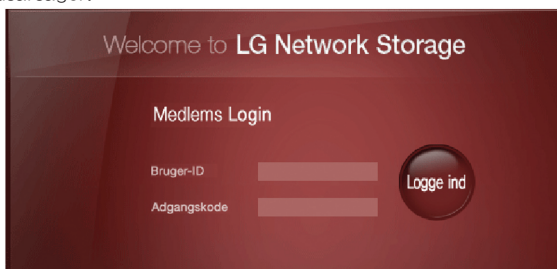 Welcome to LG Network Storage
Medlems Login
Bruger-ID
Adgangskode
Logge ind